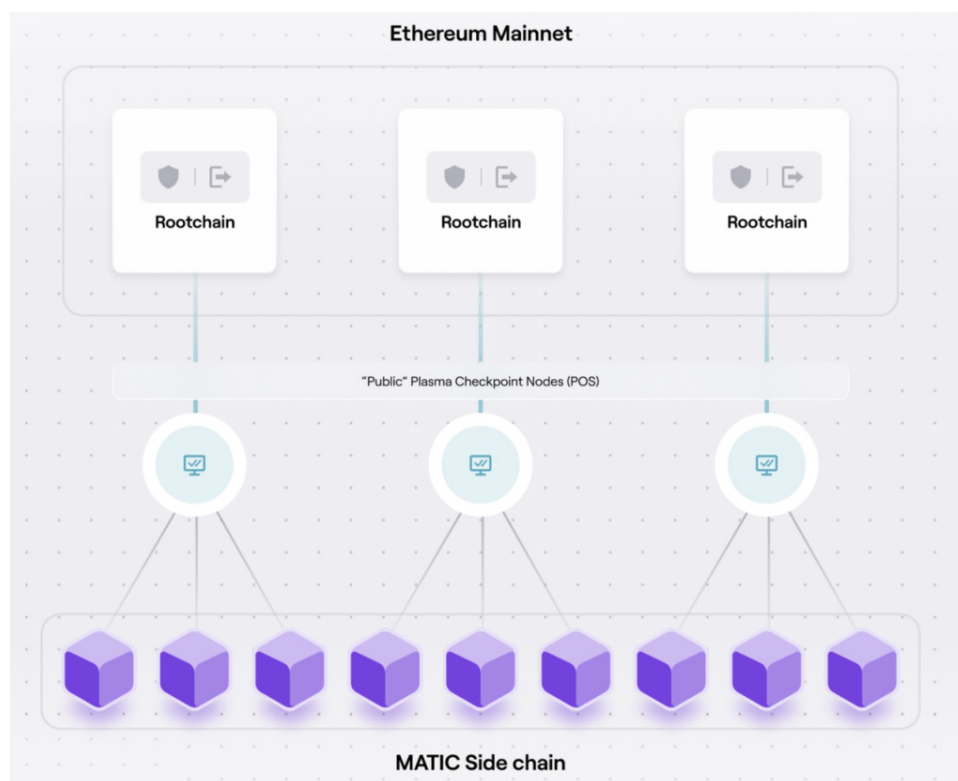 Ethereum Mainnet
Rootchain
Rootchain
Rootchain
"Public" Plasma Checkpoint Nodes (POS)
MATIC Side chain